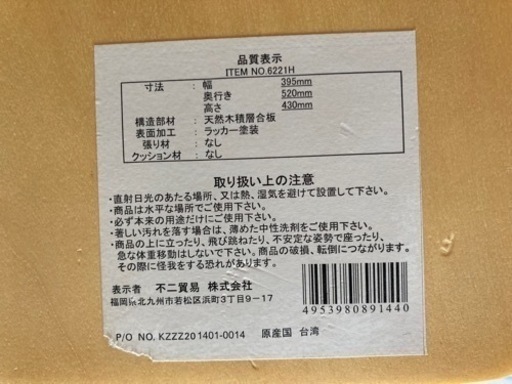 品質表示
ITEM NO.6221H
寸法 : 幅 395mm
奥行き 520mm
高さ 430mm
構造部材 : 天然木積層合板
表面加工 : ラッカー塗装
張り材 : なし
クッション材 : なし
取り扱い上の注意
・直射日光のあたる場所、又は熱、湿気を避けて設置して下さい。
・商品は水平な場所でご使用下さい。
・必ず本来の用途だけにご使用下さい。
・著しい汚れを落す場合は、薄めた中性洗剤をご使用下さい。
・商品の上に立ったり、飛び跳ねたり、不安定な姿勢で座ったり、
急な体重移動はしないで下さい。商品の破損、転倒につながります。
その際に怪我をする恐れがあります。
表示者 不二貿易 株式会社
福岡県北九州市若松区浜町3丁目9-17
4953980891440
P/O NO. KZZZ201401-0014 原産国 台湾